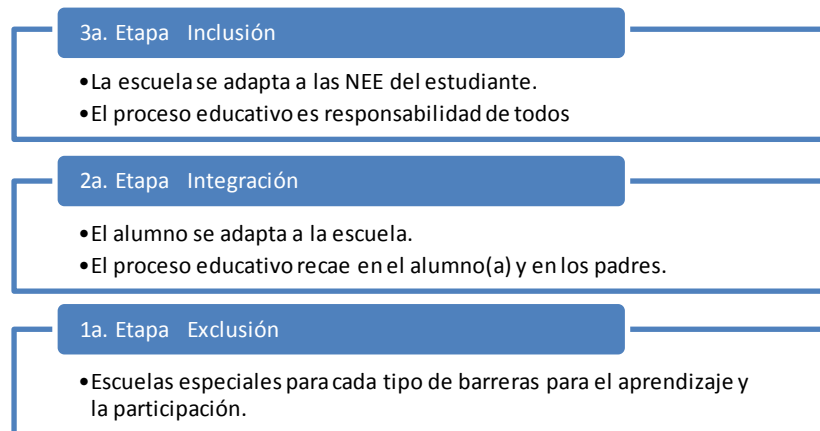 3a. Etapa Inclusión
•La escuela se adapta a las NEE del estudiante.
•El proceso educativo es responsabilidad de todos
2a. Etapa Integración
•El alumno se adapta a la escuela.
•El proceso educativo recae en el alumno(a) y en los padres.
1a. Etapa Exclusión
•Escuelas especiales para cada tipo de barreras para el aprendizaje y
la participación.